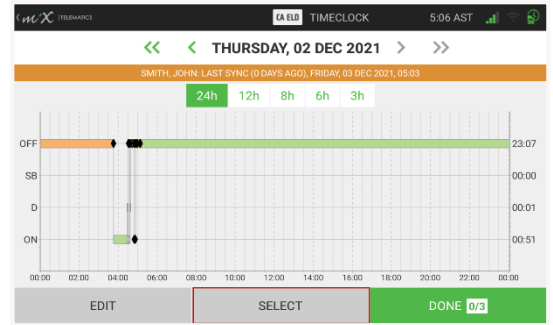 mix TELEMATICS CA ELD TIMECLOCK 5:06 AST
<< < THURSDAY, 02 DEC 2021 > >>
SMITH, JOHN: LAST SYNC (0 DAYS AGO), FRIDAY, 03 DEC 2021, 05:03
24h 12h 8h 6h 3h
OFF 23:07
SB 00:00
D 00:01
ON 00:51
00:00 02:00 04:00 06:00 08:00 10:00 12:00 14:00 16:00 18:00 20:00 22:00 00:00
EDIT SELECT DONE 0/3